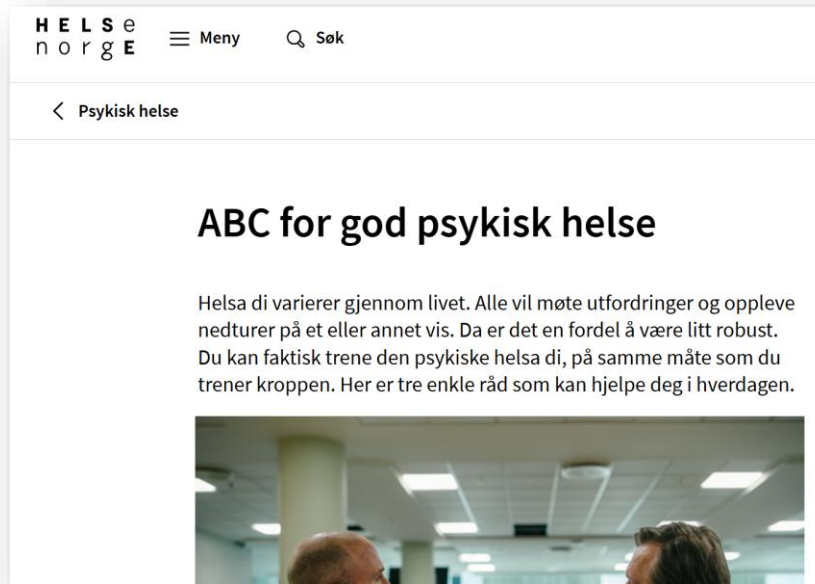 HELSe
norgE
Meny
Søk
Psykisk helse
ABC for god psykisk helse
Helsa di varierer gjennom livet. Alle vil møte utfordringer og oppleve
nedturer på et eller annet vis. Da er det en fordel å være litt robust.
Du kan faktisk trene den psykiske helsa di, på samme måte som du
trener kroppen. Her er tre enkle råd som kan hjelpe deg i hverdagen.